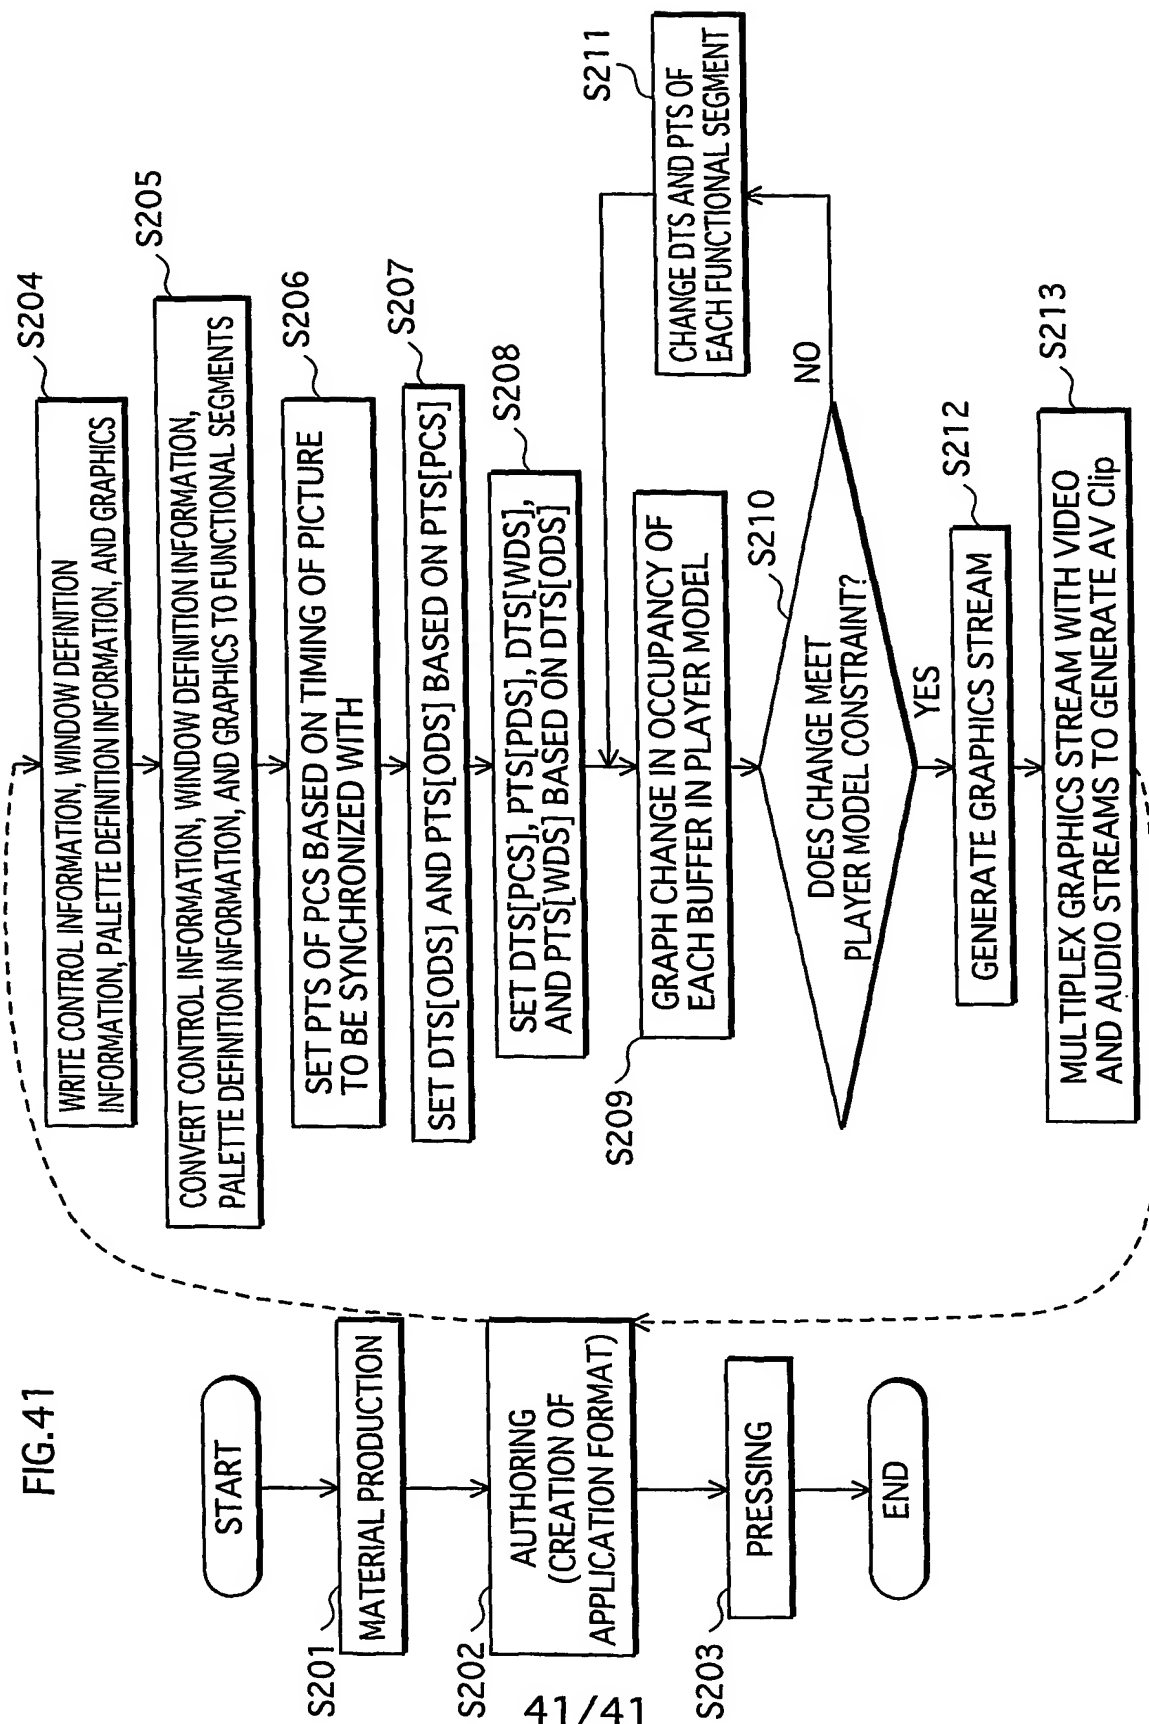 FIG.41
START
S201
MATERIAL PRODUCTION
S202
AUTHORING
(CREATION OF
APPLICATION FORMAT)
S203
PRESSING
END
S204
WRITE CONTROL INFORMATION, WINDOW DEFINITION
INFORMATION, PALETTE DEFINITION INFORMATION, AND GRAPHICS
S205
CONVERT CONTROL INFORMATION, WINDOW DEFINITION INFORMATION,
PALETTE DEFINITION INFORMATION, AND GRAPHICS TO FUNCTIONAL SEGMENTS
S206
SET PTS OF PCS BASED ON TIMING OF PICTURE
TO BE SYNCHRONIZED WITH
S207
SET DTS[ODS] AND PTS[ODS] BASED ON PTS[PCS]
S208
SET DTS[PCS], PTS[PDS], DTS[WDS],
AND PTS[WDS] BASED ON DTS[ODS]
S209
GRAPH CHANGE IN OCCUPANCY OF
EACH BUFFER IN PLAYER MODEL
S210
DOES CHANGE MEET
PLAYER MODEL CONSTRAINT?
NO
YES
S211
CHANGE DTS AND PTS OF
EACH FUNCTIONAL SEGMENT
S212
GENERATE GRAPHICS STREAM
S213
MULTIPLEX GRAPHICS STREAM WITH VIDEO
AND AUDIO STREAMS TO GENERATE AV Clip
41/41